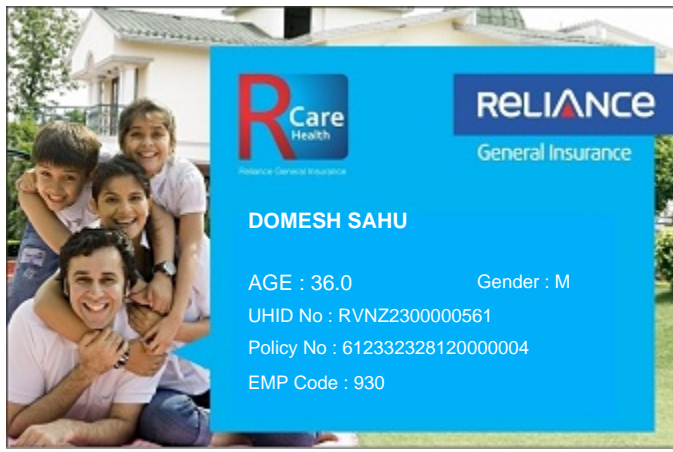 R Care
Health
Reliance General Insurance
RELIANCE
General Insurance
DOMESH SAHU
AGE : 36.0 Gender : M
UHID No : RVNZ2300000561
Policy No : 612332328120000004
EMP Code : 930